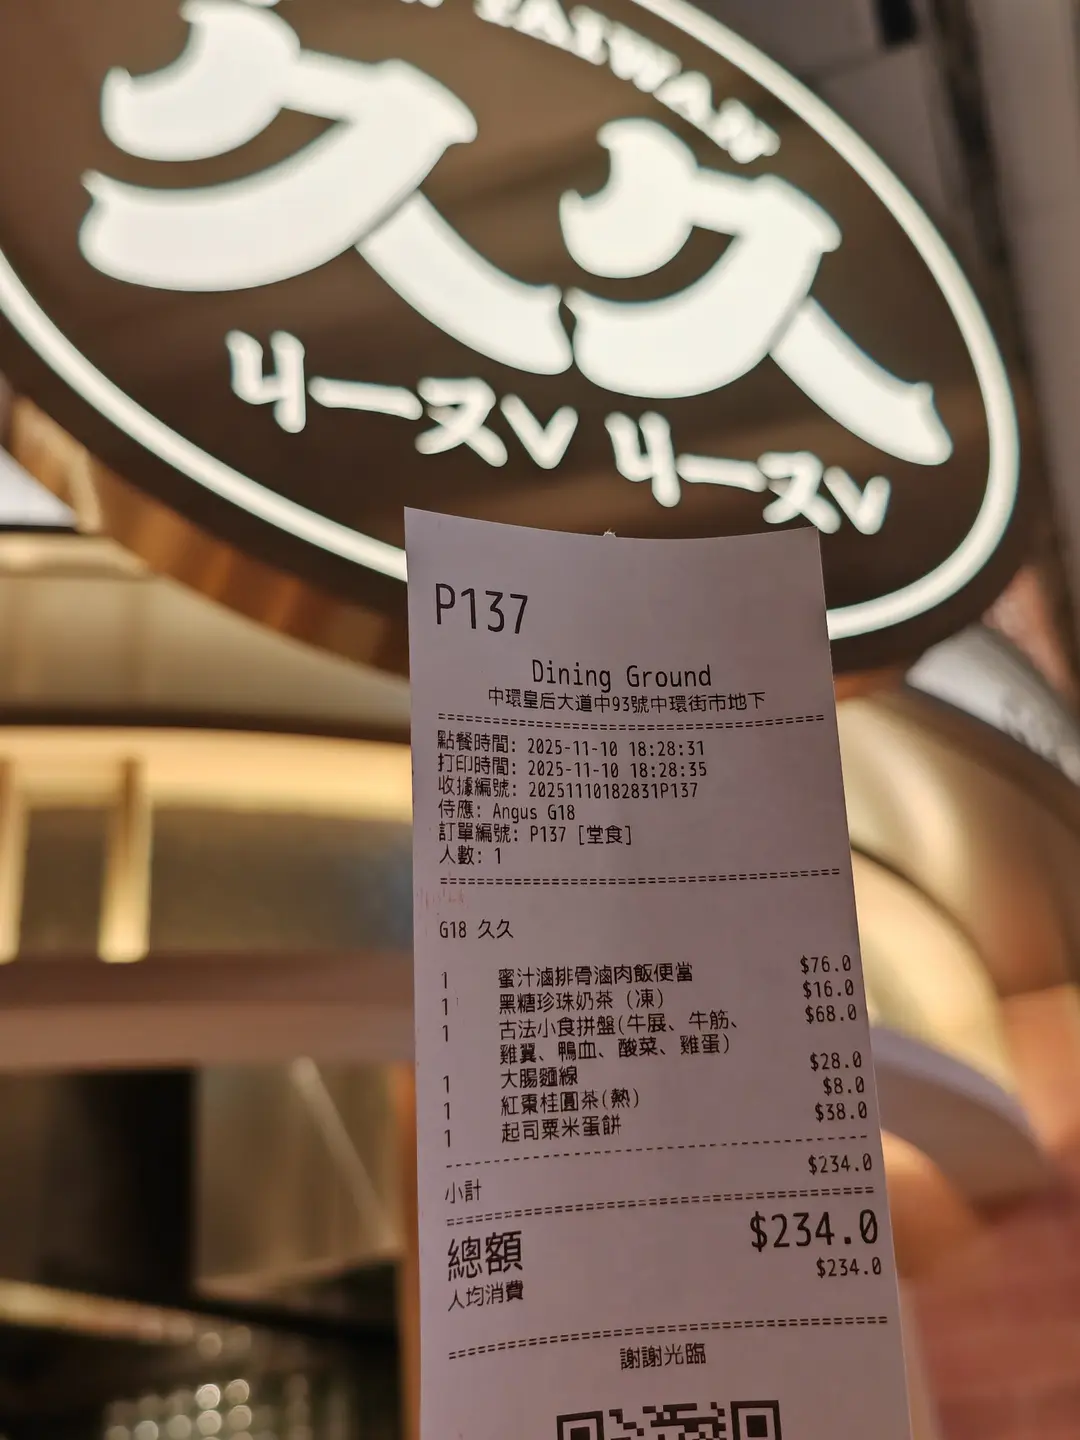 TAIWAN
久久
ㄐㄧㄡˇ ㄐㄧㄡˇ
P137
Dining Ground
中環皇后大道中93號中環街市地下
點餐時間: 2025-11-10 18:28:31
打印時間: 2025-11-10 18:28:35
收據編號: 20251110182831P137
侍應: Angus G18
訂單編號: P137 [堂食]
人數: 1
G18 久久
1 蜜汁滷排骨滷肉飯便當 $76.0
1 黑糖珍珠奶茶 (凍) $16.0
1 古法小食拼盤(牛展、牛筋、 $68.0
雞翼、鴨血、酸菜、雞蛋)
1 大腸麵線 $28.0
1 紅棗桂圓茶(熱) $8.0
1 起司粟米蛋餅 $38.0
小計 $234.0
總額 $234.0
人均消費 $234.0
謝謝光臨